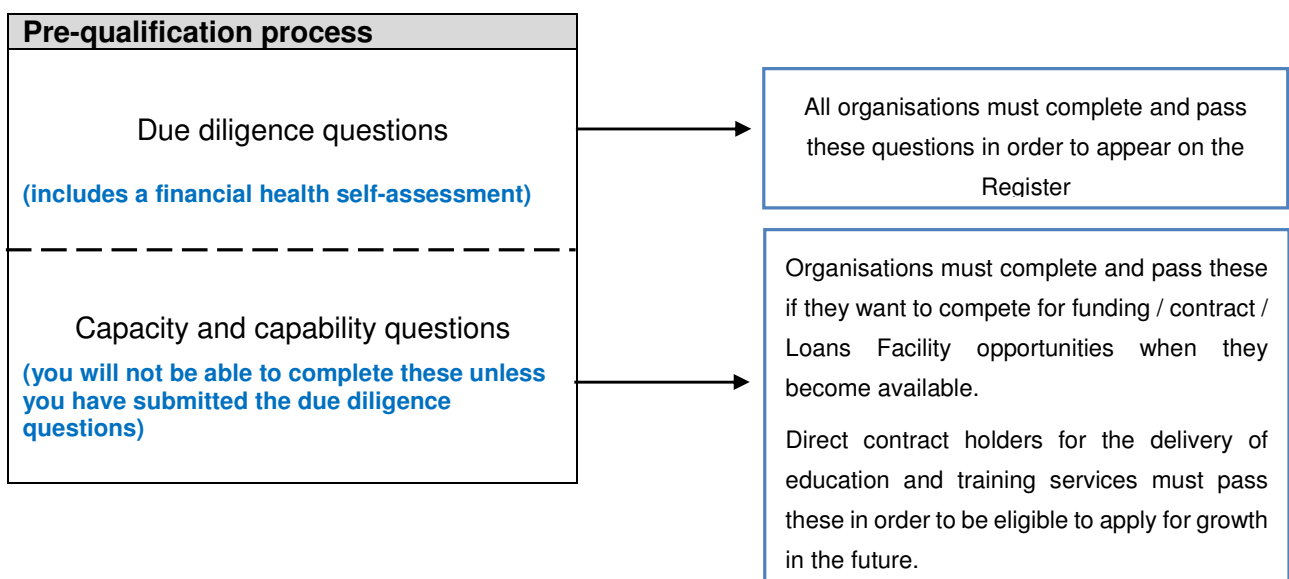 Pre-qualification process
Due diligence questions
(includes a financial health self-assessment)
All organisations must complete and pass
these questions in order to appear on the
Register
Capacity and capability questions
(you will not be able to complete these unless
you have submitted the due diligence
questions)
Organisations must complete and pass these
if they want to compete for funding / contract /
Loans Facility opportunities when they
become available.
Direct contract holders for the delivery of
education and training services must pass
these in order to be eligible to apply for growth
in the future.